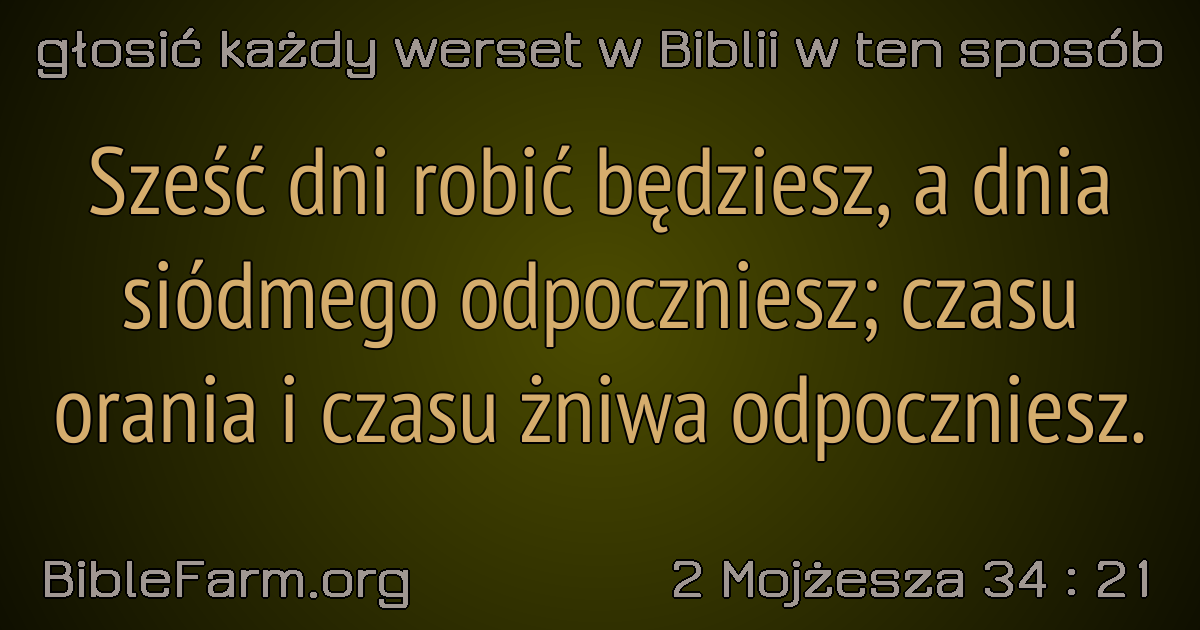 głosić każdy werset w Biblii w ten sposób
Sześć dni robić będziesz, a dnia
siódmego odpoczniesz; czasu
orania i czasu żniwa odpoczniesz.
BibleFarm.org
2 Mojżesza 34 : 21